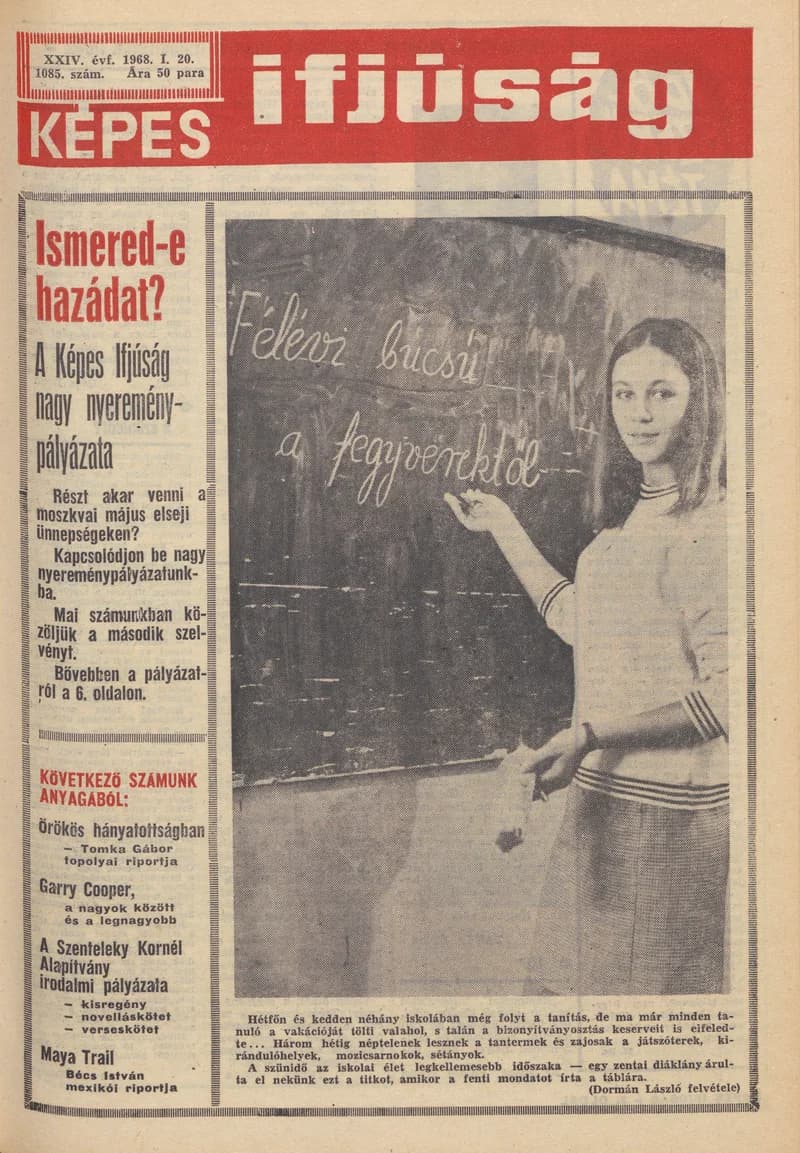 XXIV. évf. 1968. I. 20.
1085. szám. Ára 50 para
KÉPES
ifjúság
Ismered-e
hazádat?
A Képes Ifjúság
nagy nyeremény-
pályázata
Részt akar venni a
moszkvai május elseji
ünnepségeken?
Kapcsolódjon be nagy
nyereménypályázatunk-
ba.
Mai számunkban kö-
zöljük a második szel-
vényt.
Bővebben a pályázat-
ról a 6. oldalon.
KÖVETKEZŐ SZÁMUNK
ANYAGÁBÓL:
Örökös hányatottságban
— Tomka Gábor
topolyai riportja
Garry Cooper,
a nagyok között
és a legnagyobb
A Szenteleky Kornél
Alapítvány
irodalmi pályázata
— kisregény
— novelláskötet
— verseskötet
Maya Trail
Bécs István
mexikói riportja
Félévi búcsú
a fegyverektől
Hétfőn és kedden néhány iskolában még folyt a tanítás, de ma már minden ta-
nuló a vakációját tölti valahol, s talán a bizonyítványosztás keserveit is elfeled-
te... Három hétig néptelenek lesznek a tantermek és zajosak a játszóterek, ki-
rándulóhelyek, mozicsarnokok, sétányok.
A szünidő az iskolai élet legkellemesebb időszaka — egy zentai diáklány árul-
ta el nekünk ezt a titkot, amikor a fenti mondatot írta a táblára.
(Dormán László felvétele)